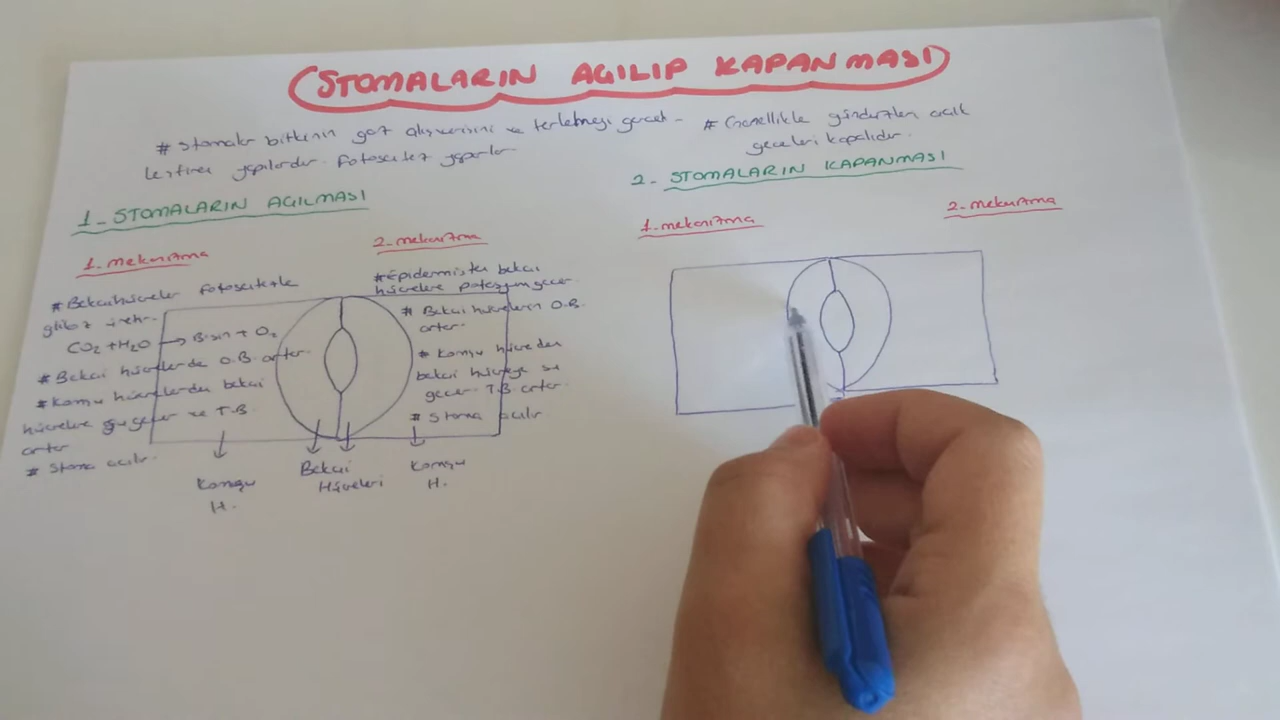 STOMALARIN AÇILIP KAPANMASI
# Stomalar bitkinin gaz alışverişini ve terlemeyi gerçek-
leştiren yapılardır. Fotosentez yaparlar
# Genellikle gündüzleri açık
geceleri kapalıdır.
1- STOMALARIN AÇILMASI
1. mekanizma
# Bekçi hücreler fotosentezle
glikoz üretir.
CO2 + H2O → Besin + O2
# Bekçi hücrelerde O.B. artar.
# Komşu hücrelerden bekçi
hücrelere su geçer ve T.B.
artar
# Stoma açılır.
2- mekanizma
# Epidermisten bekçi
hücrelere potasyum geçer.
# Bekçi hücrelerin O.B.
artar.
# Komşu hücreden
bekçi hücreye su
geçer T.B. artar.
# Stoma açılır
Komşu
H.
Bekçi
Hücreleri
Komşu
H.
2- STOMALARIN KAPANMASI
1. mekanizma
2- mekanizma